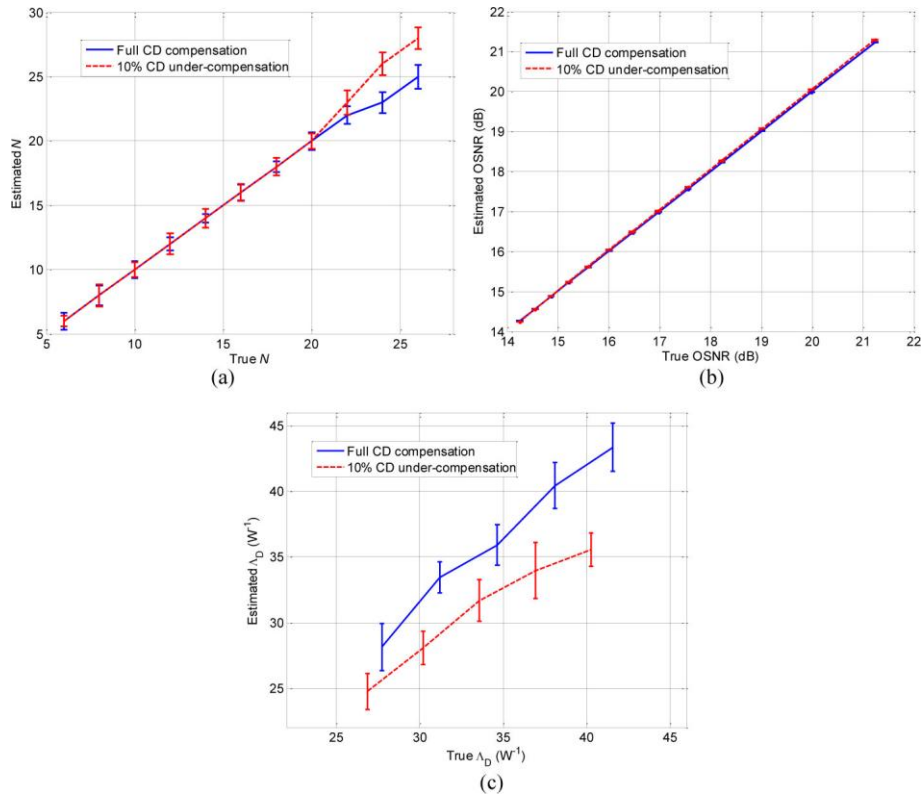 30
25
20
15
10
5
5
10
15
20
25
Estimated N
True N
Full CD compensation
10% CD under-compensation
(a)
22
21
20
19
18
17
16
15
14
14
15
16
17
18
19
20
21
22
Estimated OSNR (dB)
True OSNR (dB)
Full CD compensation
10% CD under-compensation
(b)
45
40
35
30
25
25
30
35
40
45
Estimated Λ_D (W⁻¹)
True Λ_D (W⁻¹)
Full CD compensation
10% CD under-compensation
(c)